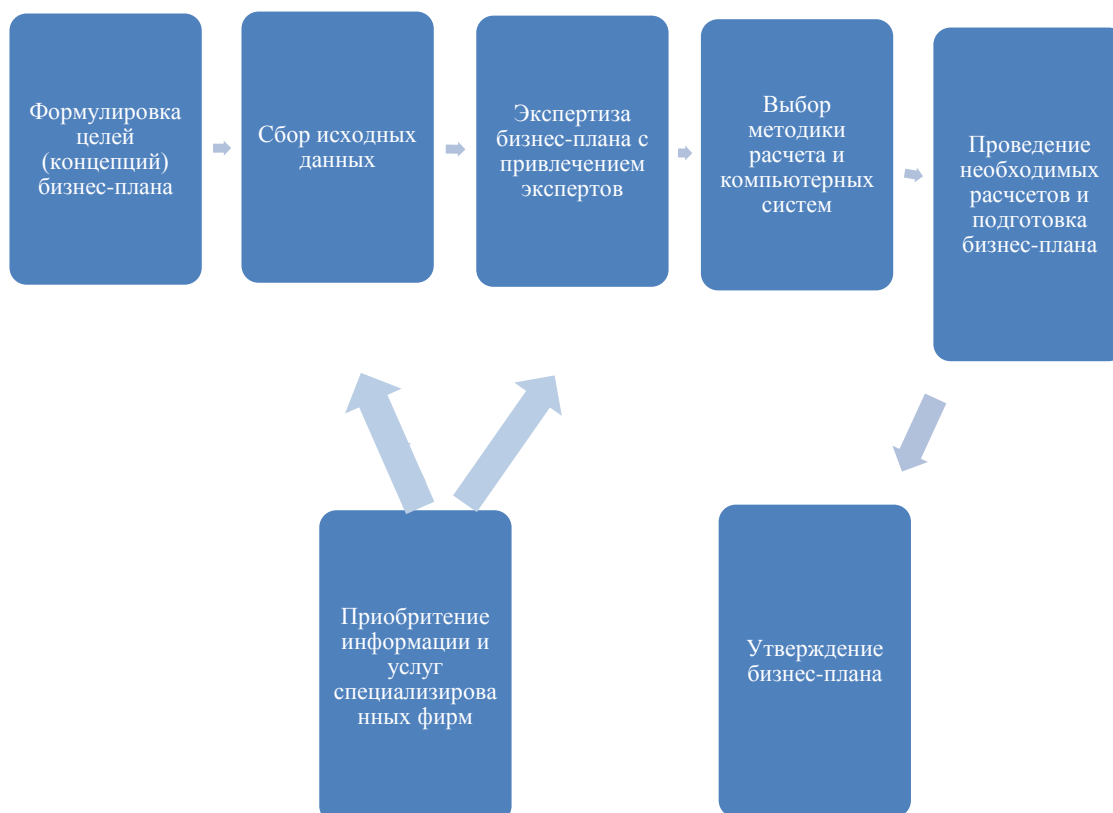 Формулировка
целей
(концепций)
бизнес-плана
Сбор исходных
данных
Экспертиза
бизнес-плана с
привлечением
экспертов
Выбор
методики
расчета и
компьютерных
систем
Проведение
необходимых
расчсетов и
подготовка
бизнес-плана
Приобритение
информации и
услуг
специализирова
нных фирм
Утверждение
бизнес-плана